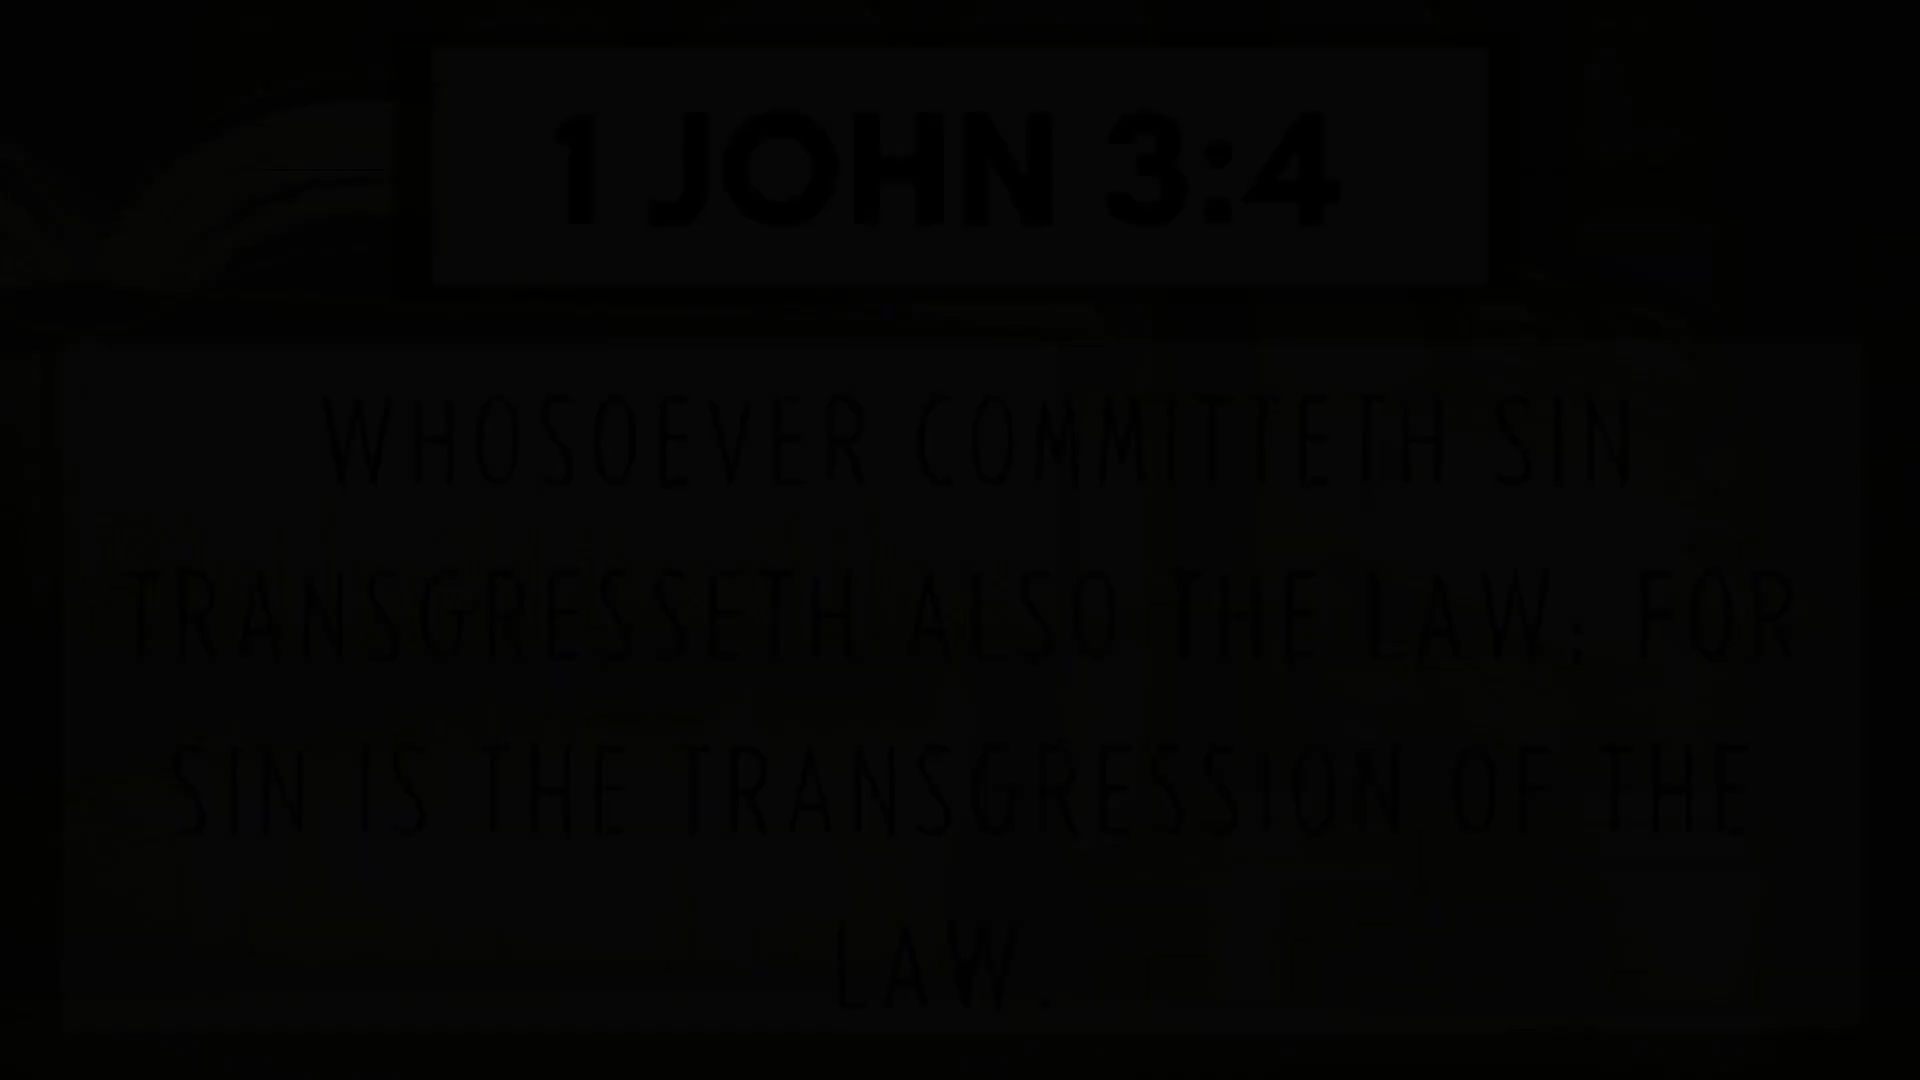 1 JOHN 3:4
WHOSOEVER COMMITTETH SIN
TRANSGRESSETH ALSO THE LAW: FOR
SIN IS THE TRANSGRESSION OF THE
LAW.